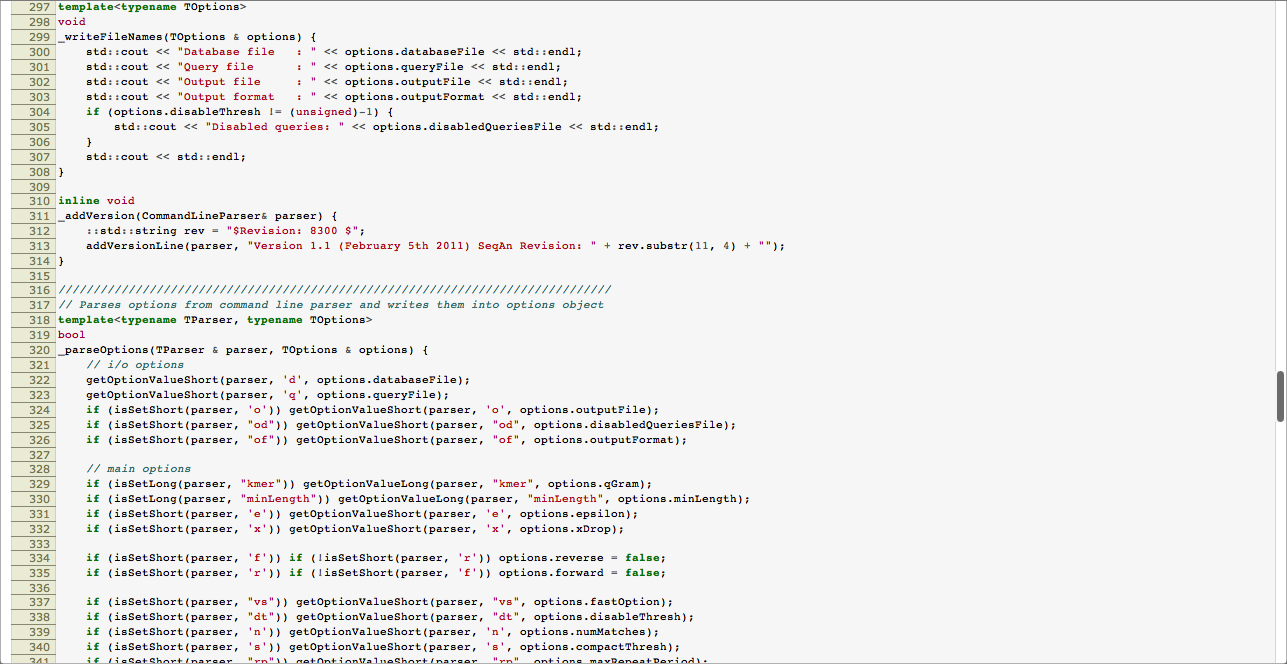 297 template<typename TOptions>
298 void
299 _writeFileNames(TOptions & options) {
300     std::cout << "Database file   : " << options.databaseFile << std::endl;
301     std::cout << "Query file      : " << options.queryFile << std::endl;
302     std::cout << "Output file     : " << options.outputFile << std::endl;
303     std::cout << "Output format   : " << options.outputFormat << std::endl;
304     if (options.disableThresh != (unsigned)-1) {
305         std::cout << "Disabled queries: " << options.disabledQueriesFile << std::endl;
306     }
307     std::cout << std::endl;
308 }
309
310 inline void
311 _addVersion(CommandLineParser& parser) {
312     ::std::string rev = "$Revision: 8300 $";
313     addVersionLine(parser, "Version 1.1 (February 5th 2011) SeqAn Revision: " + rev.substr(11, 4) + "");
314 }
315
316 ///////////////////////////////////////////////////////////////////////////////
317 // Parses options from command line parser and writes them into options object
318 template<typename TParser, typename TOptions>
319 bool
320 _parseOptions(TParser & parser, TOptions & options) {
321     // i/o options
322     getOptionValueShort(parser, 'd', options.databaseFile);
323     getOptionValueShort(parser, 'q', options.queryFile);
324     if (isSetShort(parser, 'o')) getOptionValueShort(parser, 'o', options.outputFile);
325     if (isSetShort(parser, "od")) getOptionValueShort(parser, "od", options.disabledQueriesFile);
326     if (isSetShort(parser, "of")) getOptionValueShort(parser, "of", options.outputFormat);
327
328     // main options
329     if (isSetLong(parser, "kmer")) getOptionValueLong(parser, "kmer", options.qGram);
330     if (isSetLong(parser, "minLength")) getOptionValueLong(parser, "minLength", options.minLength);
331     if (isSetShort(parser, 'e')) getOptionValueShort(parser, 'e', options.epsilon);
332     if (isSetShort(parser, 'x')) getOptionValueShort(parser, 'x', options.xDrop);
333
334     if (isSetShort(parser, 'f')) if (!isSetShort(parser, 'r')) options.reverse = false;
335     if (isSetShort(parser, 'r')) if (!isSetShort(parser, 'f')) options.forward = false;
336
337     if (isSetShort(parser, "vs")) getOptionValueShort(parser, "vs", options.fastOption);
338     if (isSetShort(parser, "dt")) getOptionValueShort(parser, "dt", options.disableThresh);
339     if (isSetShort(parser, 'n')) getOptionValueShort(parser, 'n', options.numMatches);
340     if (isSetShort(parser, 's')) getOptionValueShort(parser, 's', options.compactThresh);
341     if (isSetShort(parser, "rp")) getOptionValueShort(parser, "rp", options.maxRepeatPeriod);